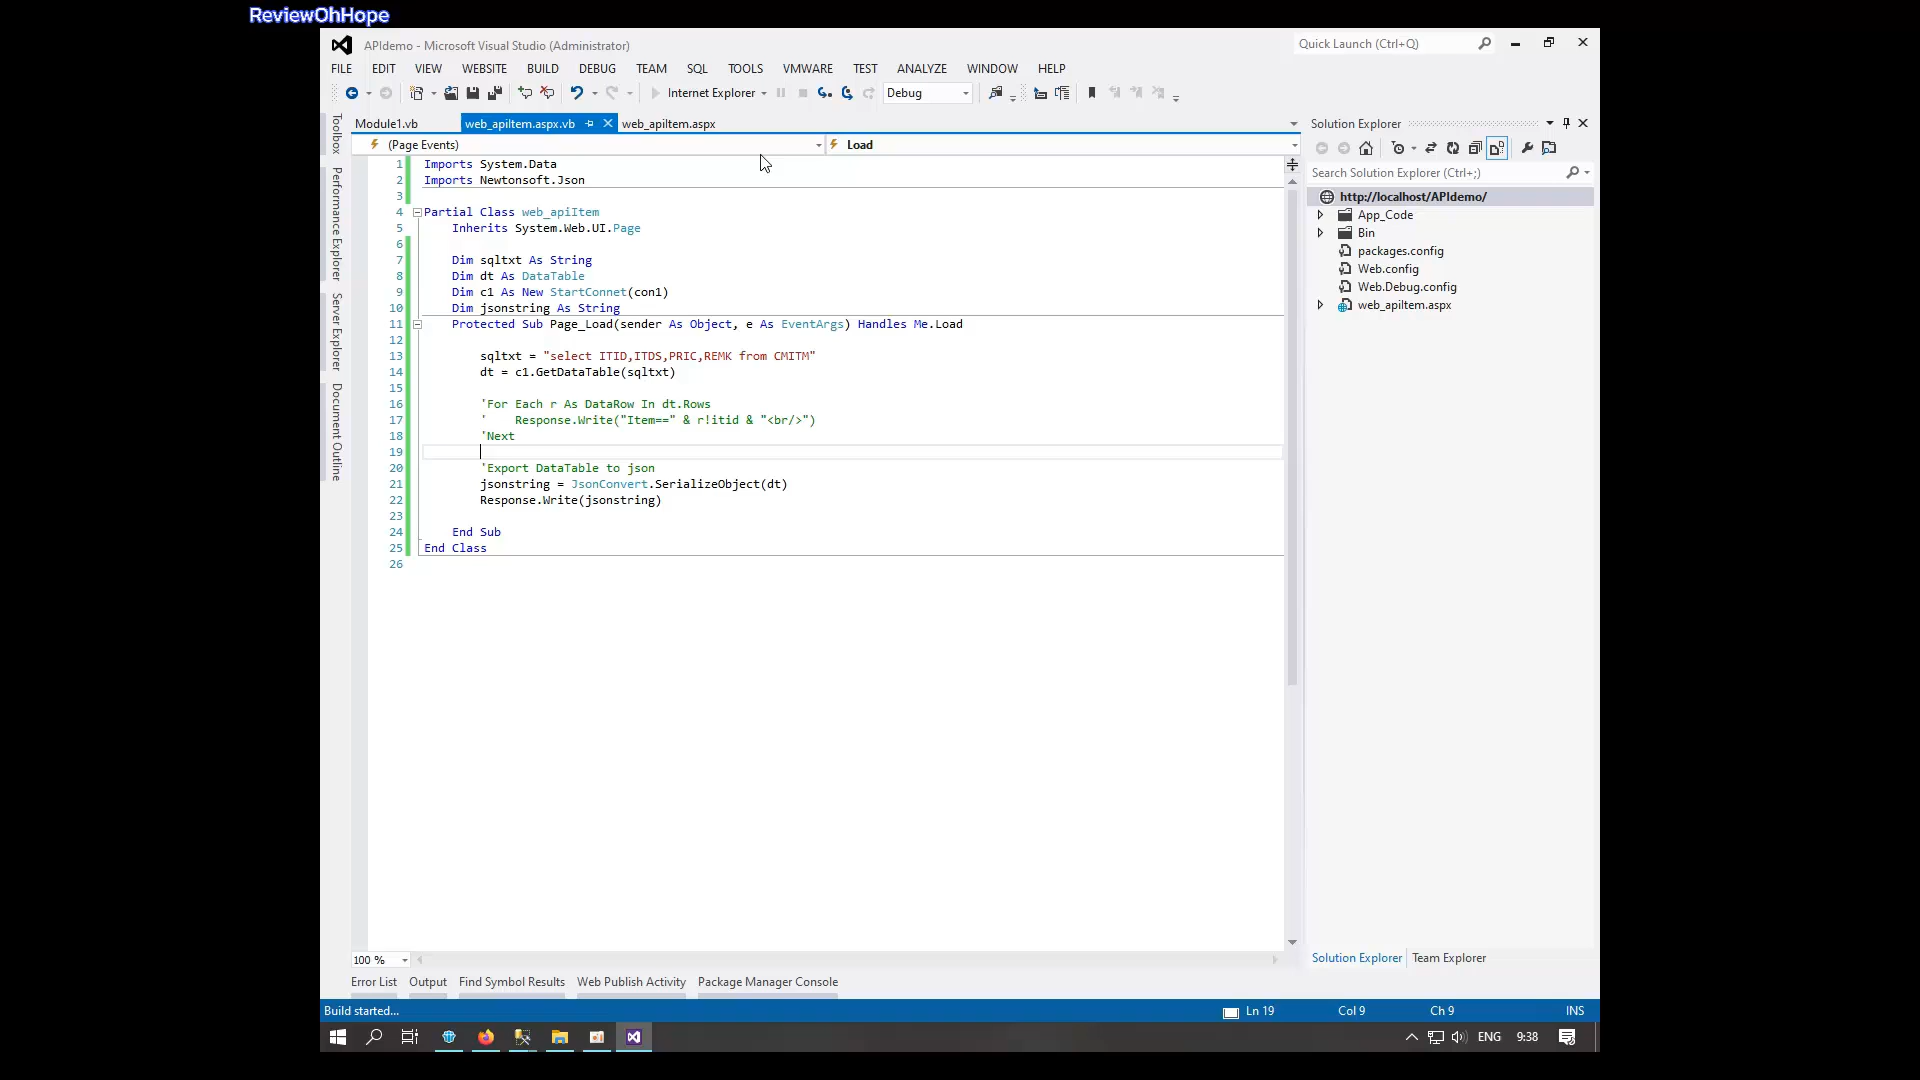 ReviewOhHope
APIdemo - Microsoft Visual Studio (Administrator)
Quick Launch (Ctrl+Q)
FILE EDIT VIEW WEBSITE BUILD DEBUG TEAM SQL TOOLS VMWARE TEST ANALYZE WINDOW HELP
Internet Explorer
Debug
Toolbox
Performance Explorer
Server Explorer
Document Outline
Module1.vb
web_apiItem.aspx.vb
web_apiItem.aspx
(Page Events)
Load
1 Imports System.Data
2 Imports Newtonsoft.Json
3
4 Partial Class web_apiItem
5 Inherits System.Web.UI.Page
6
7 Dim sqltxt As String
8 Dim dt As DataTable
9 Dim c1 As New StartConnet(con1)
10 Dim jsonstring As String
11 Protected Sub Page_Load(sender As Object, e As EventArgs) Handles Me.Load
12
13 sqltxt = "select ITID,ITDS,PRIC,REMK from CMITM"
14 dt = c1.GetDataTable(sqltxt)
15
16 'For Each r As DataRow In dt.Rows
17 ' Response.Write("Item==" & r!itid & "<br/>")
18 'Next
19
20 'Export DataTable to json
21 jsonstring = JsonConvert.SerializeObject(dt)
22 Response.Write(jsonstring)
23
24 End Sub
25 End Class
26
100 %
Solution Explorer
Search Solution Explorer (Ctrl+;)
http://localhost/APIdemo/
App_Code
Bin
packages.config
Web.config
Web.Debug.config
web_apiItem.aspx
Solution Explorer Team Explorer
Error List Output Find Symbol Results Web Publish Activity Package Manager Console
Build started... Ln 19 Col 9 Ch 9 INS
ENG 9:38